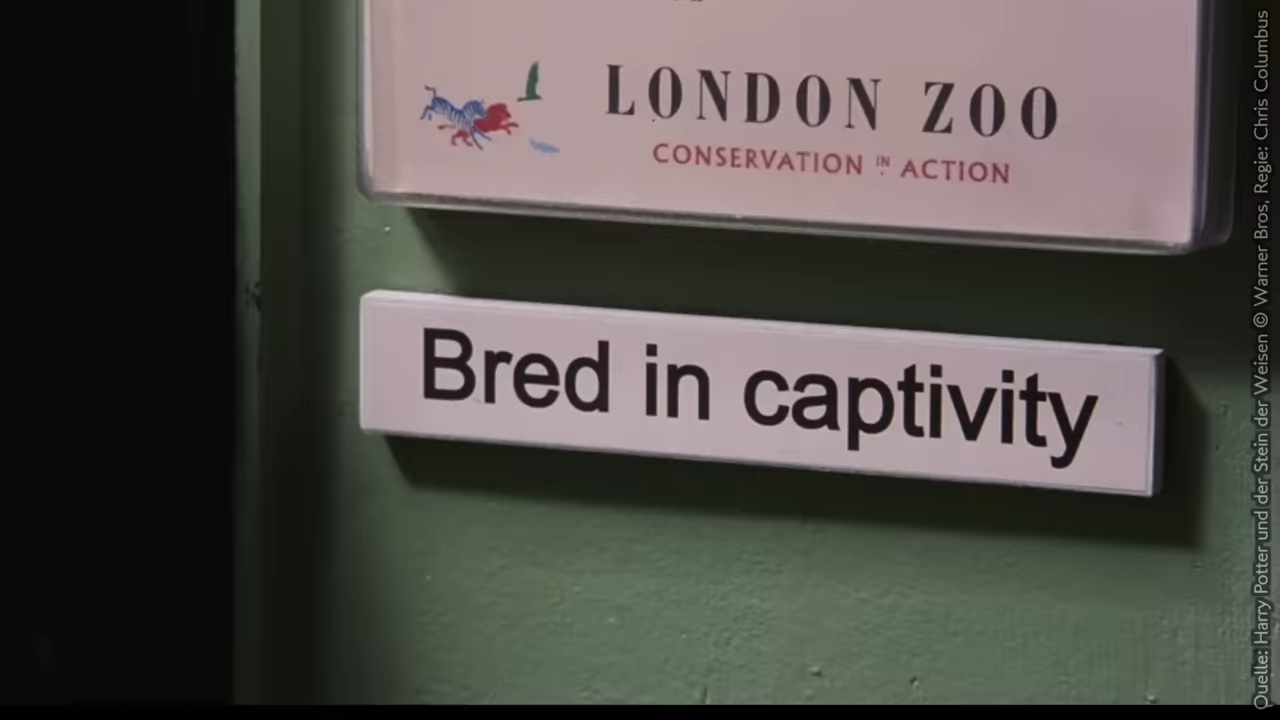 LONDON ZOO
CONSERVATION IN ACTION
Bred in captivity
Quelle: Harry Potter und der Stein der Weisen © Warner Bros, Regie: Chris Columbus